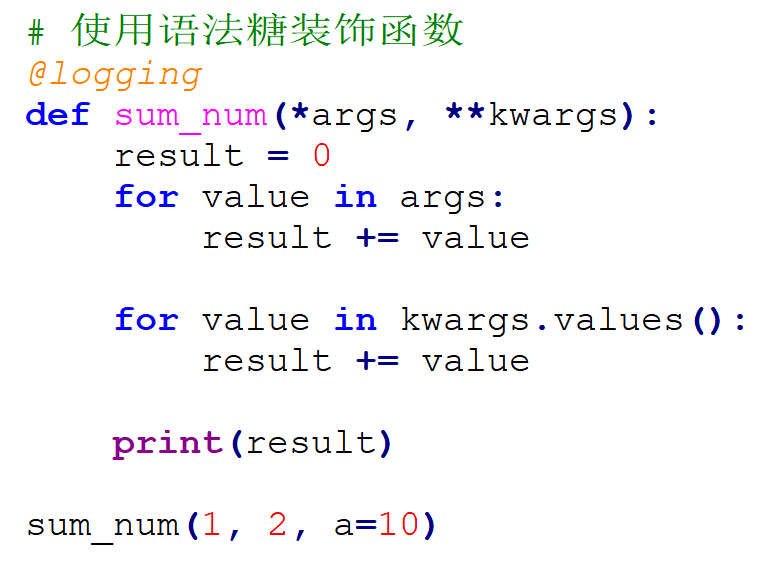 # 使用语法糖装饰函数
@logging
def sum_num(*args, **kwargs):
    result = 0
    for value in args:
        result += value

    for value in kwargs.values():
        result += value

    print(result)

sum_num(1, 2, a=10)